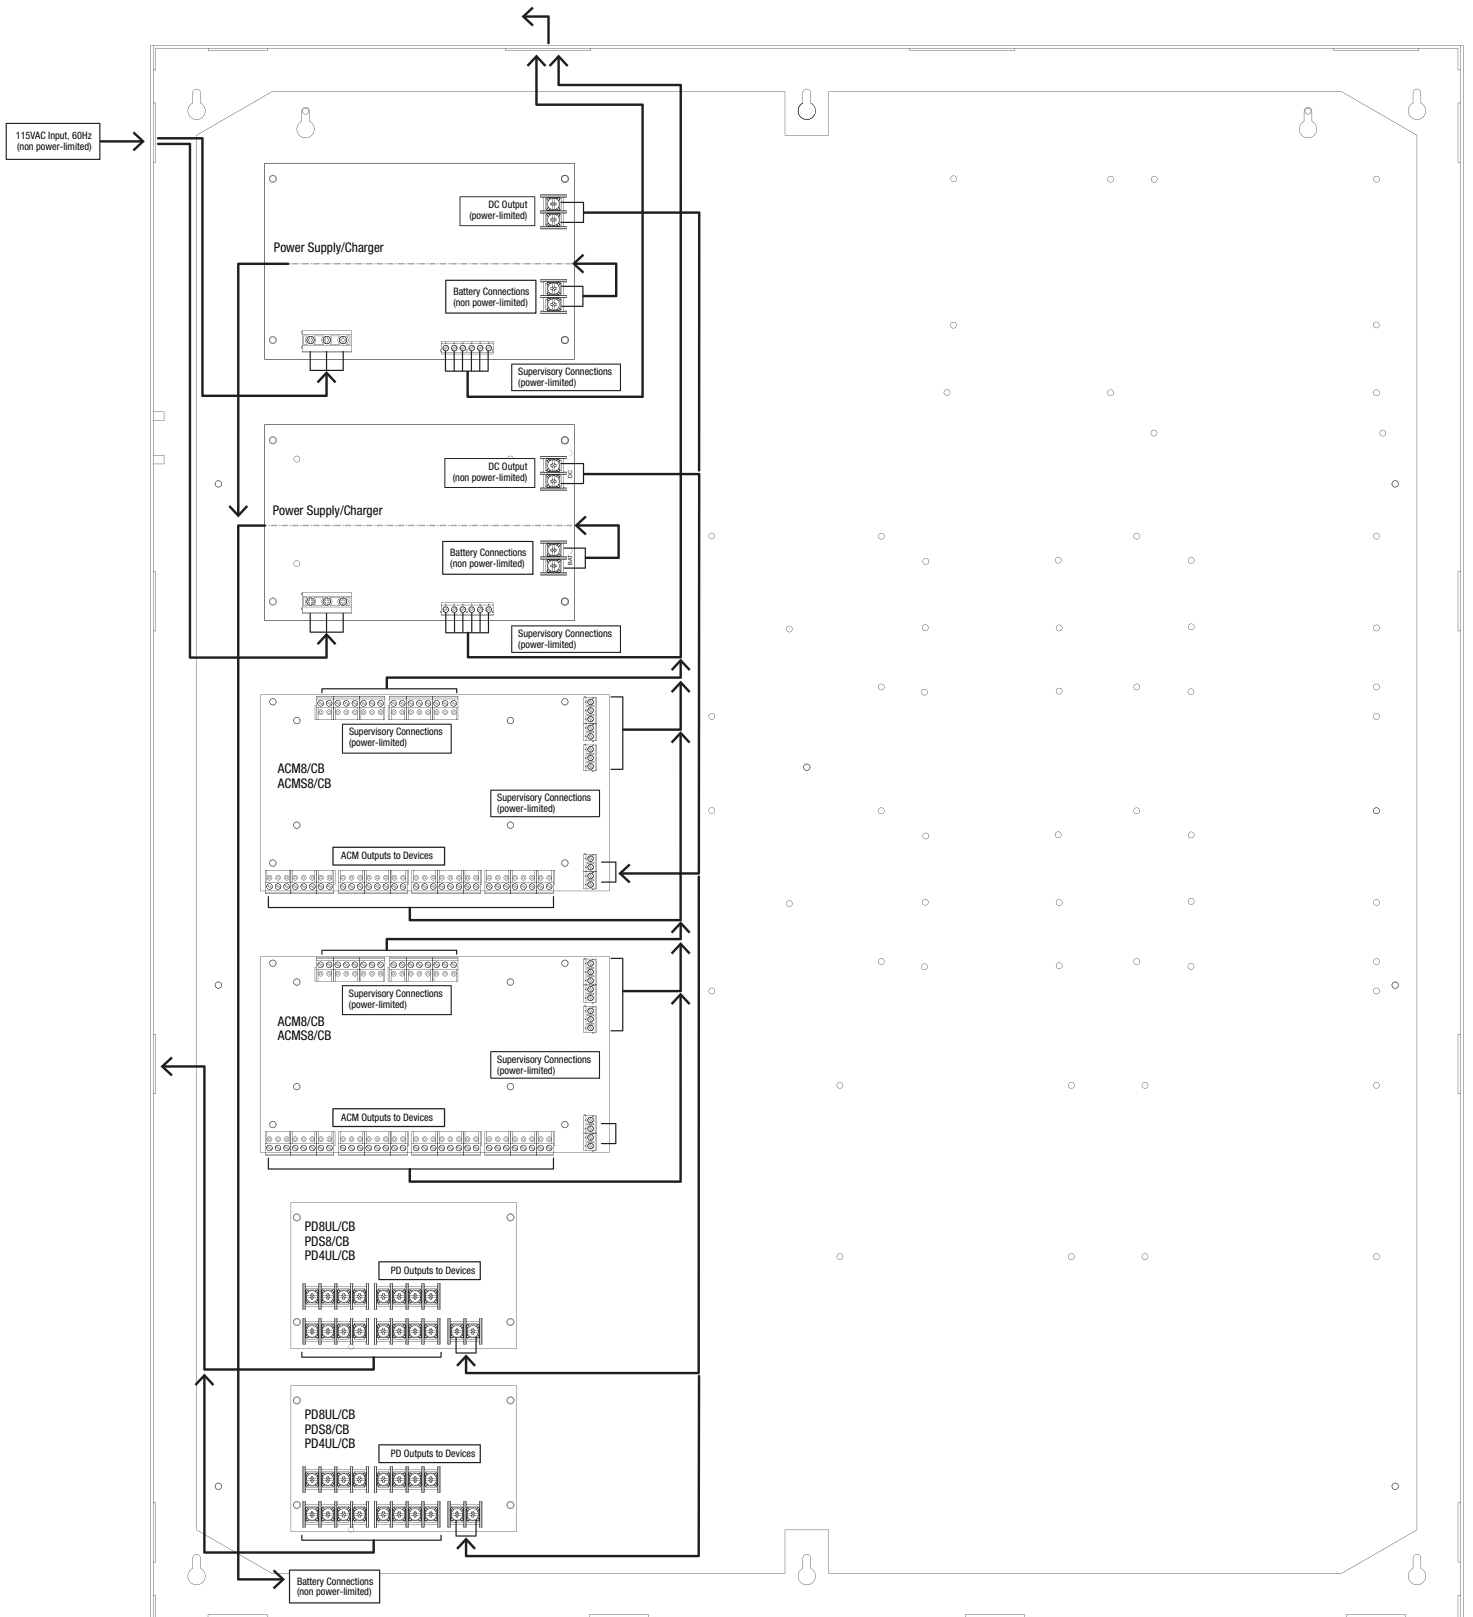 115VAC Input, 60Hz
(non power-limited)
DC Output
(power-limited)
Power Supply/Charger
Battery Connections
(non power-limited)
Supervisory Connections
(power-limited)
DC Output
(non power-limited)
DC
Power Supply/Charger
Battery Connections
(non power-limited)
BAT
Supervisory Connections
(power-limited)
Supervisory Connections
(power-limited)
ACM8/CB
ACMS8/CB
Supervisory Connections
(power-limited)
ACM Outputs to Devices
Supervisory Connections
(power-limited)
ACM8/CB
ACMS8/CB
Supervisory Connections
(power-limited)
ACM Outputs to Devices
PD8UL/CB
PDS8/CB
PD4UL/CB
PD Outputs to Devices
PD8UL/CB
PDS8/CB
PD4UL/CB
PD Outputs to Devices
Battery Connections
(non power-limited)